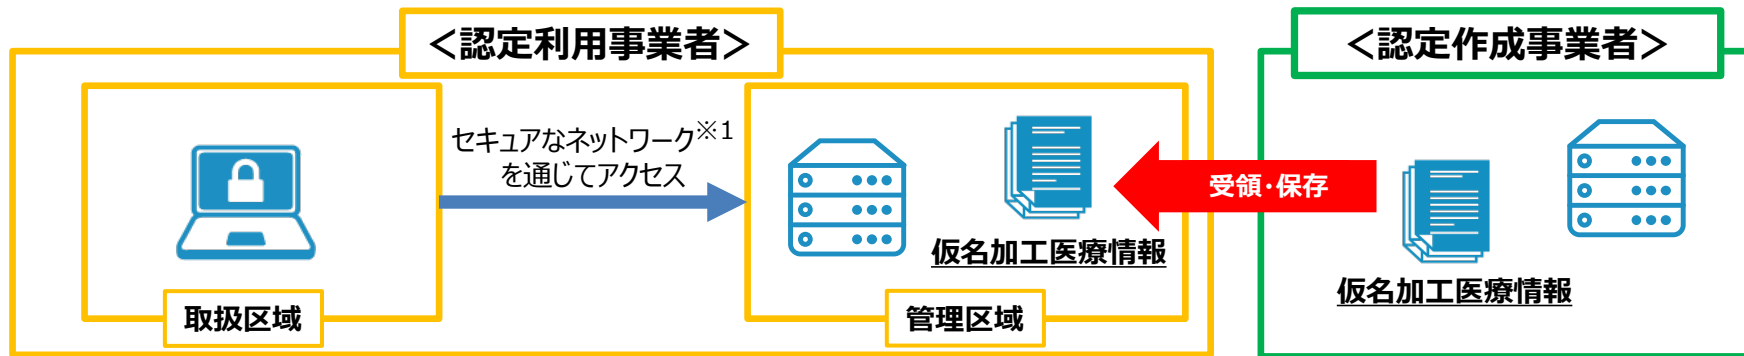 <認定利用事業者>
<認定作成事業者>
セキュアなネットワーク※1
を通じてアクセス
受領・保存
仮名加工医療情報
仮名加工医療情報
取扱区域
管理区域